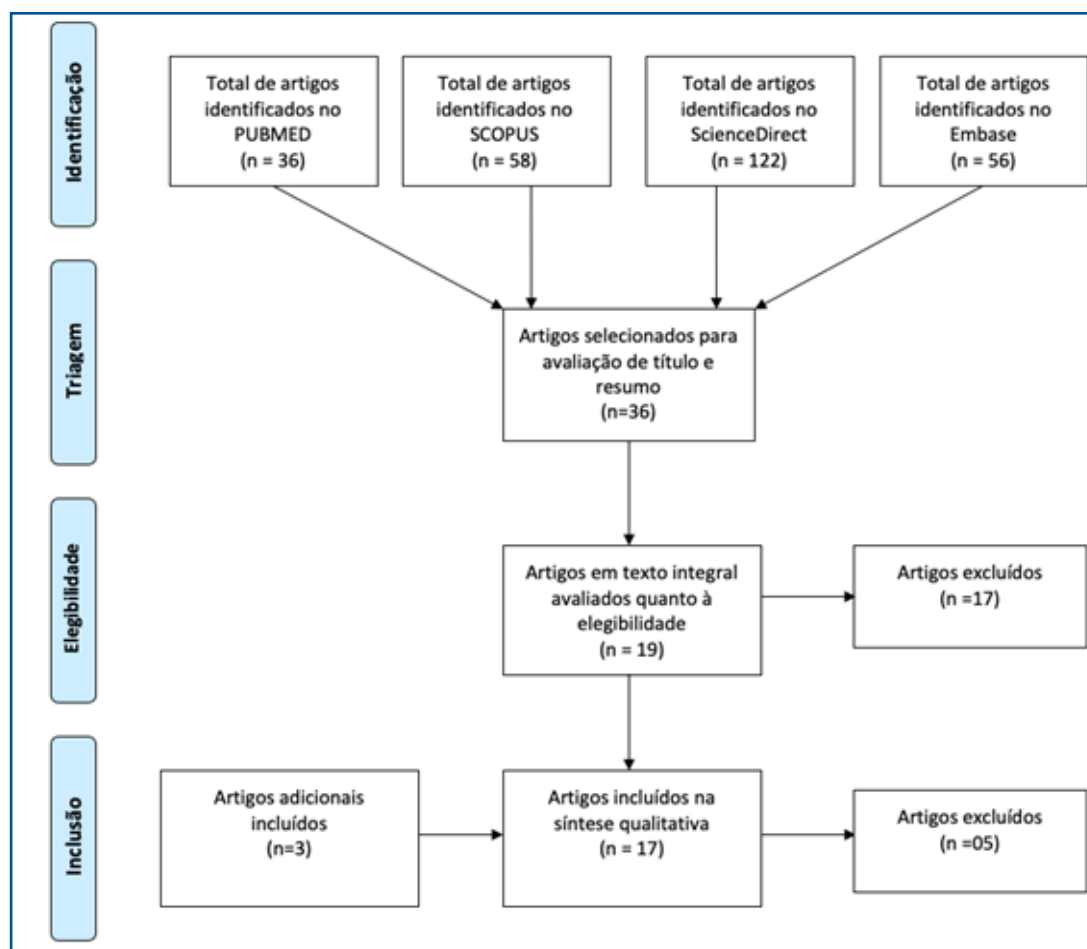 Identificação
Total de artigos
identificados no
PUBMED
(n = 36)
Total de artigos
identificados no
SCOPUS
(n = 58)
Total de artigos
identificados no
ScienceDirect
(n = 122)
Total de artigos
identificados no
Embase
(n = 56)
Triagem
Artigos selecionados para
avaliação de título e
resumo
(n=36)
Elegibilidade
Artigos em texto integral
avaliados quanto à
elegibilidade
(n = 19)
Artigos excluídos
(n =17)
Inclusão
Artigos adicionais
incluídos
(n=3)
Artigos incluídos na
síntese qualitativa
(n = 17)
Artigos excluídos
(n =05)